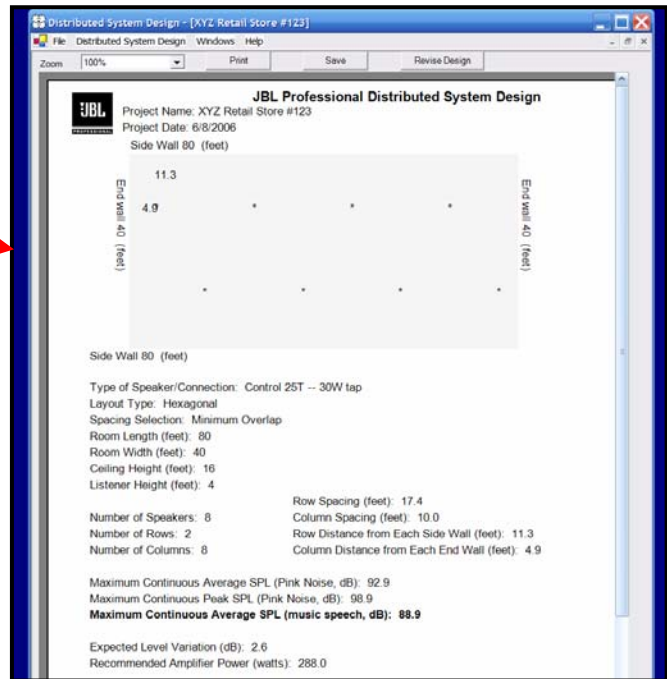 Distributed System Design - [XYZ Retail Store #123]
File Distributed System Design Windows Help
Zoom 100% Print Save Revise Design
JBL Professional Distributed System Design
JBL
PROFESSIONAL
Project Name: XYZ Retail Store #123
Project Date: 6/8/2006
Side Wall 80 (feet)
11.3
4.9
End wall 40 (feet)
End wall 40 (feet)
Side Wall 80 (feet)
Type of Speaker/Connection: Control 25T -- 30W tap
Layout Type: Hexagonal
Spacing Selection: Minimum Overlap
Room Length (feet): 80
Room Width (feet): 40
Ceiling Height (feet): 16
Listener Height (feet): 4
Row Spacing (feet): 17.4
Number of Speakers: 8 Column Spacing (feet): 10.0
Number of Rows: 2 Row Distance from Each Side Wall (feet): 11.3
Number of Columns: 8 Column Distance from Each End Wall (feet): 4.9
Maximum Continuous Average SPL (Pink Noise, dB): 92.9
Maximum Continuous Peak SPL (Pink Noise, dB): 98.9
Maximum Continuous Average SPL (music speech, dB): 88.9
Expected Level Variation (dB): 2.6
Recommended Amplifier Power (watts): 288.0